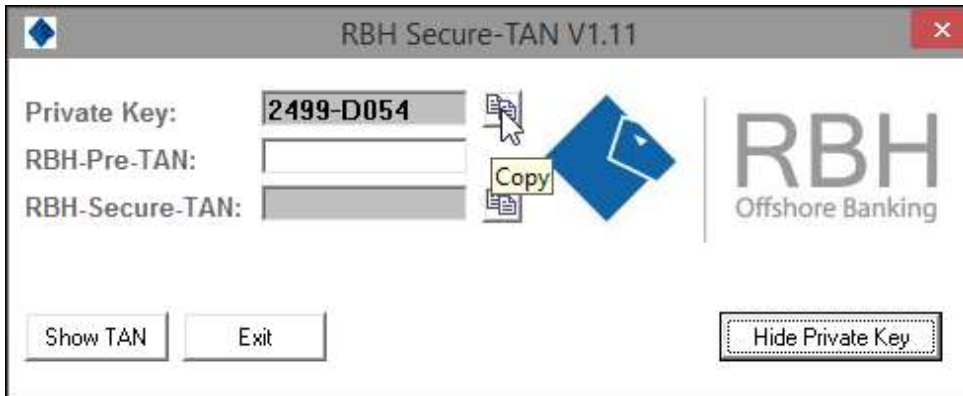 RBH Secure-TAN V1.11
Private Key: 2499-D054
RBH-Pre-TAN:
Copy
RBH-Secure-TAN:
RBH
Offshore Banking
Show TAN Exit Hide Private Key